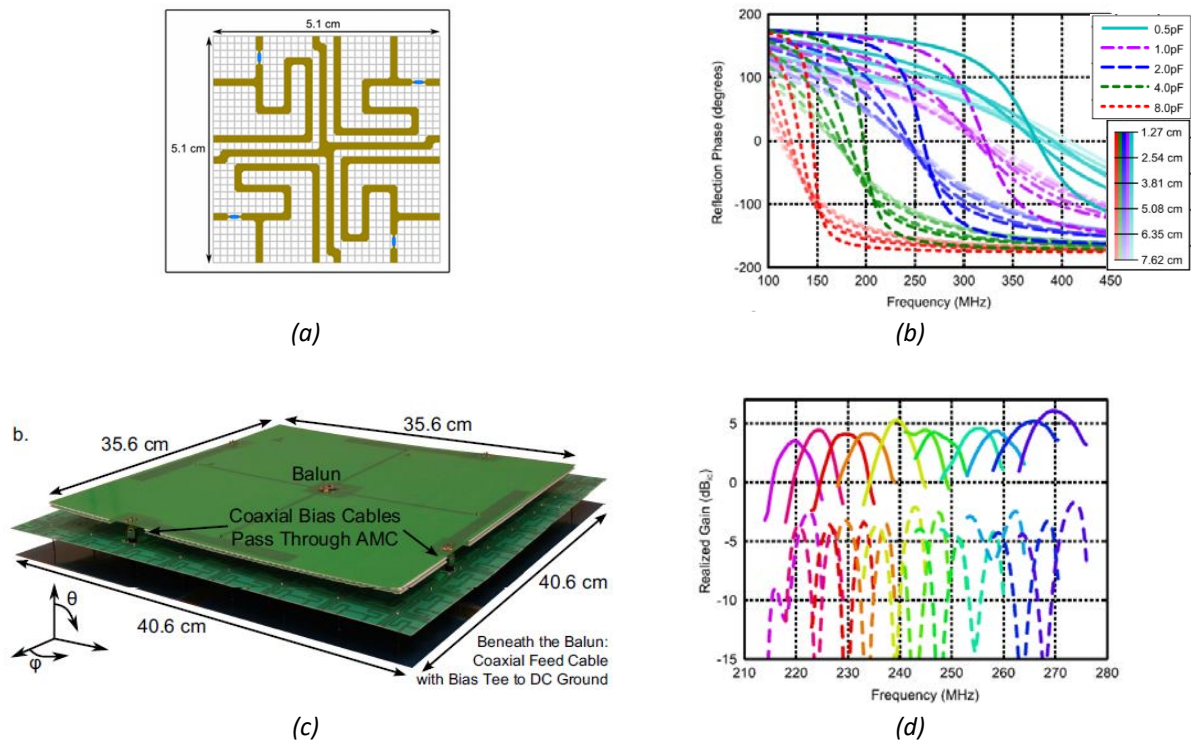 5.1 cm
5.1 cm
(a)
200
100
0
-100
-200
Reflection Phase (degrees)
100 150 200 250 300 350 400 450
Frequency (MHz)
0.5pF
1.0pF
2.0pF
4.0pF
8.0pF
1.27 cm
2.54 cm
3.81 cm
5.08 cm
6.35 cm
7.62 cm
(b)
b.
35.6 cm
35.6 cm
Balun
Coaxial Bias Cables
Pass Through AMC
40.6 cm
40.6 cm
θ
φ
Beneath the Balun:
Coaxial Feed Cable
with Bias Tee to DC Ground
(c)
5
0
-5
-10
-15
Realized Gain (dBic)
210 220 230 240 250 260 270 280
Frequency (MHz)
(d)